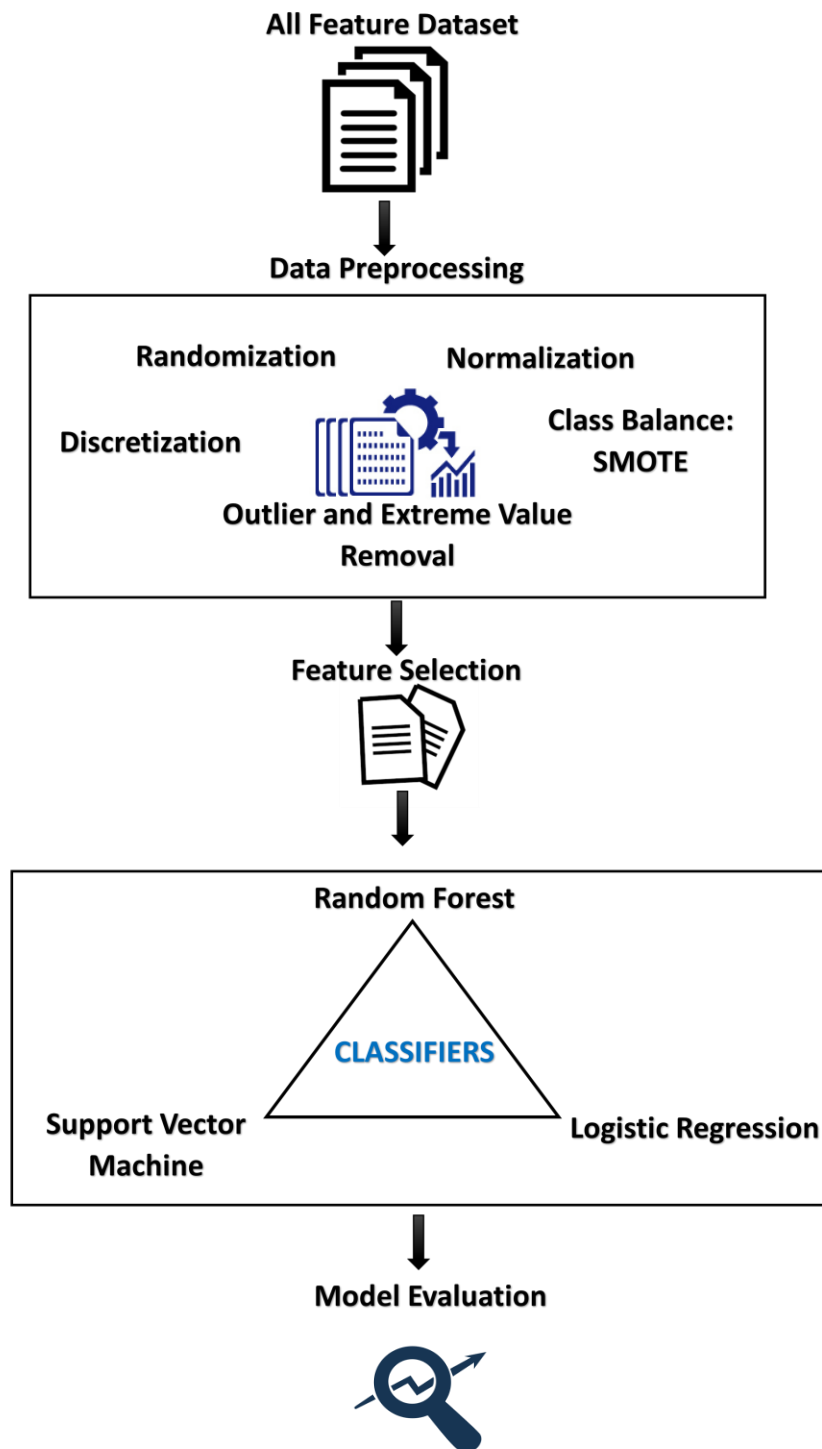 All Feature Dataset
Data Preprocessing
Randomization
Normalization
Discretization
Class Balance:
SMOTE
Outlier and Extreme Value
Removal
Feature Selection
Random Forest
CLASSIFIERS
Support Vector
Machine
Logistic Regression
Model Evaluation